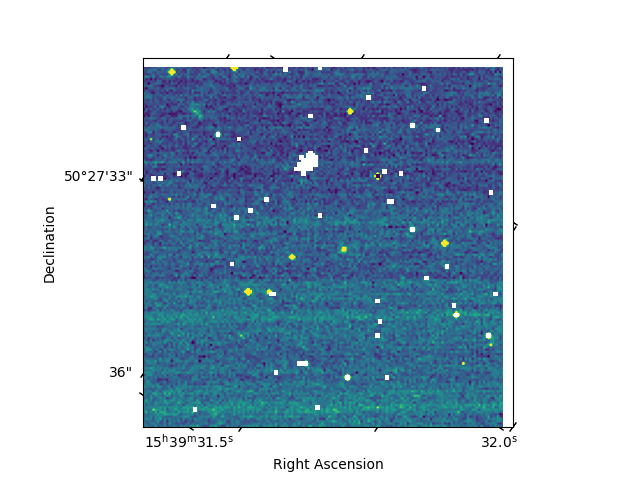 50°27'33"
Declination
36"
15ʰ39ᵐ31.5ˢ 32.0ˢ
Right Ascension